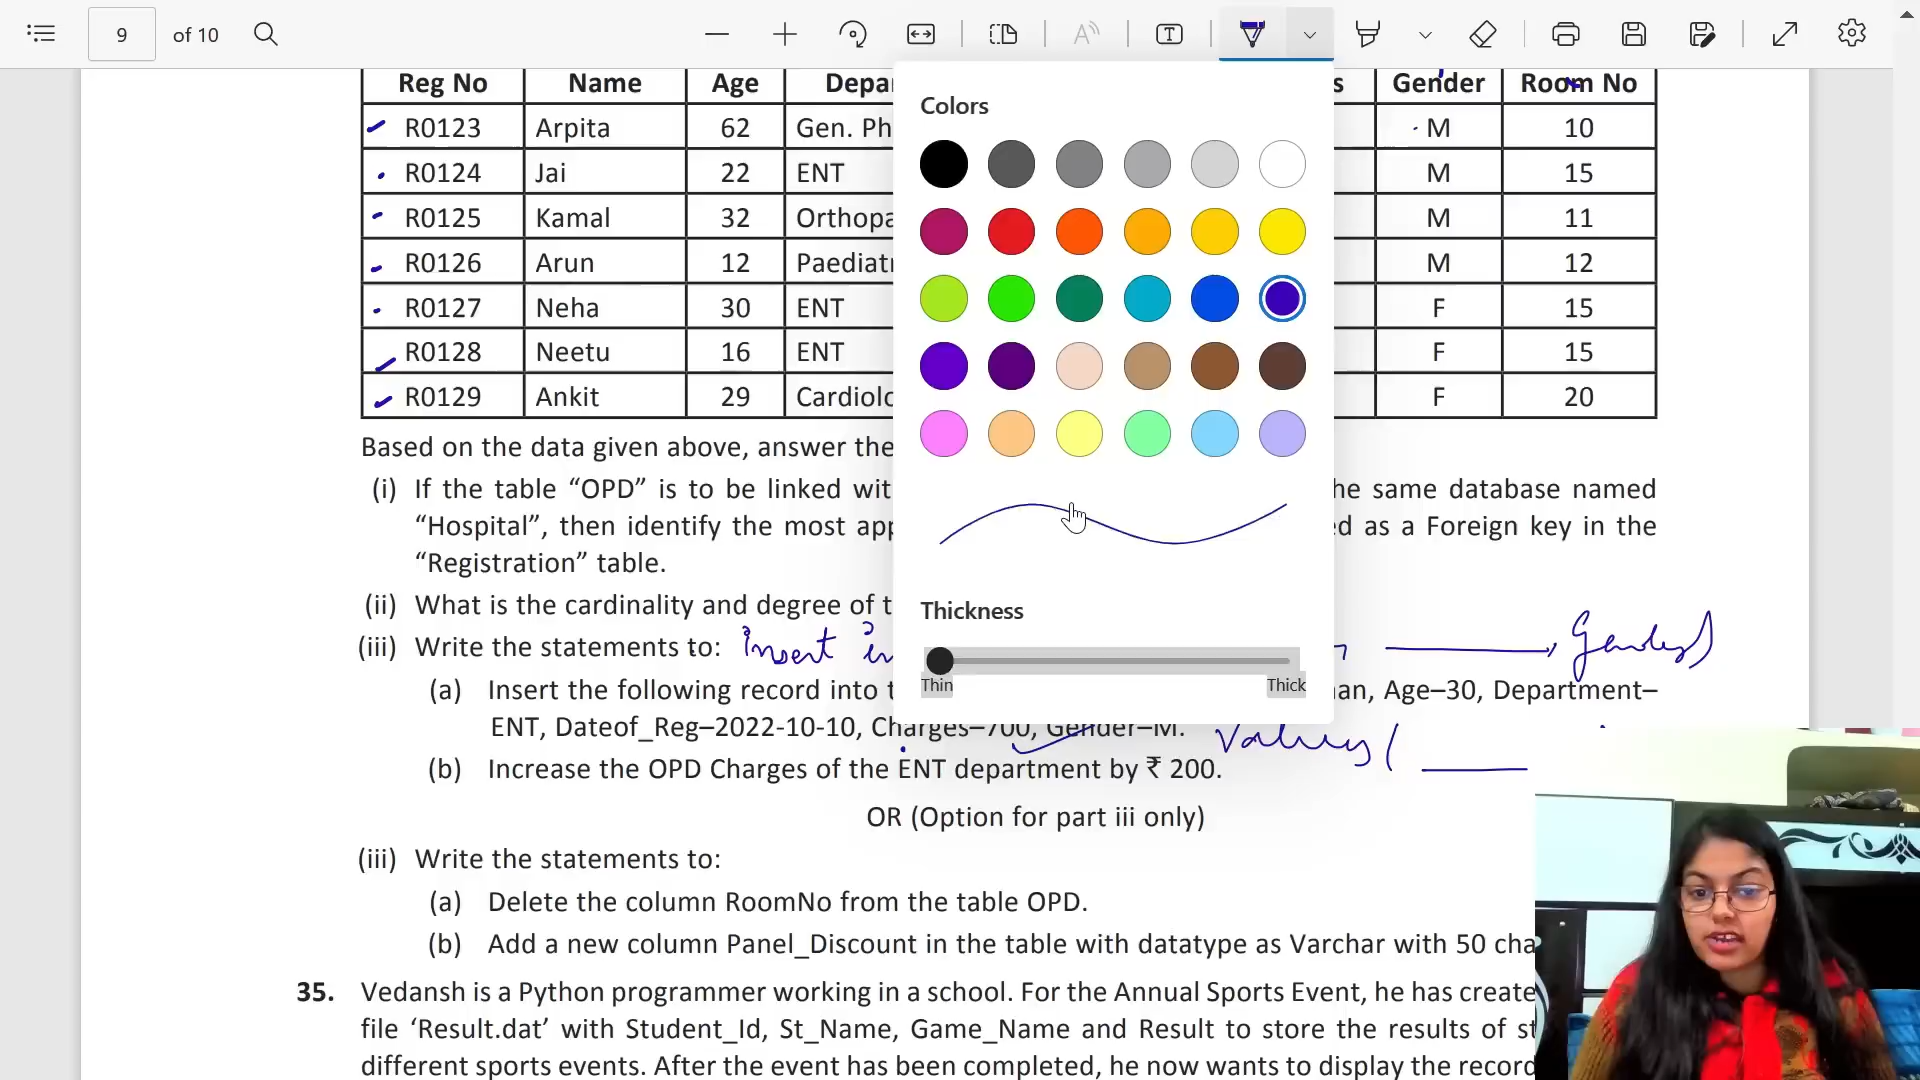 9 of 10
Colors
Reg No Name Age Depar s Gender Room No
R0123 Arpita 62 Gen. Ph M 10
R0124 Jai 22 ENT M 15
R0125 Kamal 32 Orthopa M 11
R0126 Arun 12 Paediatr M 12
R0127 Neha 30 ENT F 15
R0128 Neetu 16 ENT F 15
R0129 Ankit 29 Cardiolo F 20
Based on the data given above, answer the
(i) If the table “OPD” is to be linked wit he same database named
“Hospital”, then identify the most app d as a Foreign key in the
“Registration” table.
Thickness
Thin Thick
(ii) What is the cardinality and degree of t
(iii) Write the statements to: insert in Gender)
(a) Insert the following record into t an, Age–30, Department–
ENT, Dateof_Reg–2022-10-10, Charges–700, Gender–M. Values (
(b) Increase the OPD Charges of the ENT department by ₹ 200.
OR (Option for part iii only)
(iii) Write the statements to:
(a) Delete the column RoomNo from the table OPD.
(b) Add a new column Panel_Discount in the table with datatype as Varchar with 50 cha
35. Vedansh is a Python programmer working in a school. For the Annual Sports Event, he has create
file ‘Result.dat’ with Student_Id, St_Name, Game_Name and Result to store the results of st
different sports events. After the event has been completed, he now wants to display the record